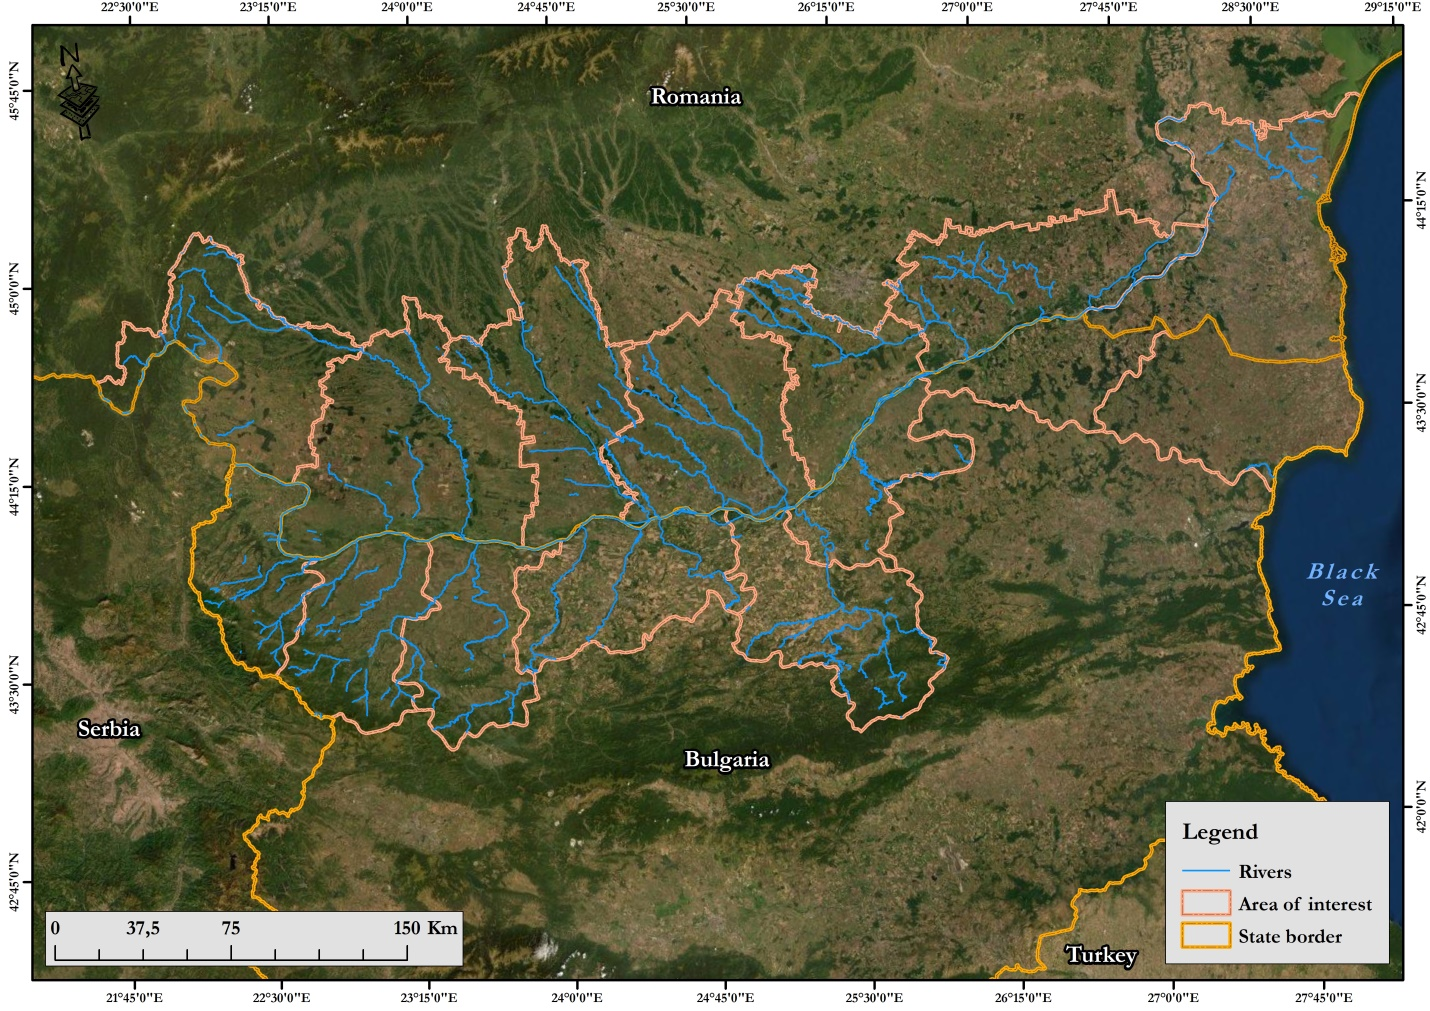 22°30'0"E 23°15'0"E 24°0'0"E 24°45'0"E 25°30'0"E 26°15'0"E 27°0'0"E 27°45'0"E 28°30'0"E 29°15'0"E
N
45°45'0"N
Romania
44°15'0"N
45°0'0"N
43°30'0"N
44°15'0"N
Black
Sea
42°45'0"N
43°30'0"N
Serbia
Bulgaria
42°0'0"N
Legend
Rivers
42°45'0"N
Area of interest
0 37,5 75 150 Km
State border
Turkey
21°45'0"E 22°30'0"E 23°15'0"E 24°0'0"E 24°45'0"E 25°30'0"E 26°15'0"E 27°0'0"E 27°45'0"E